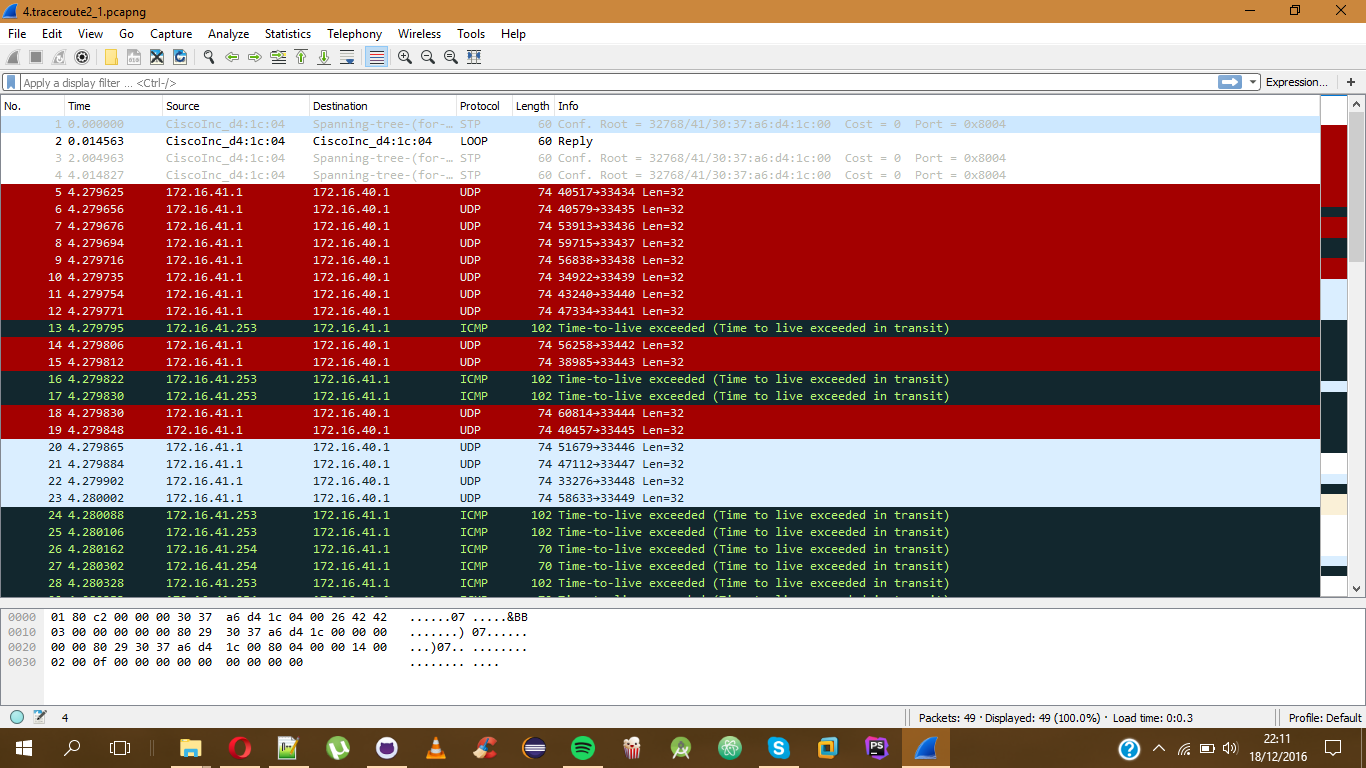 4.traceroute2_1.pcapng
File Edit View Go Capture Analyze Statistics Telephony Wireless Tools Help
Apply a display filter ... <Ctrl-/> Expression... +
No. Time Source Destination Protocol Length Info
1 0.000000 CiscoInc_d4:1c:04 Spanning-tree-(for-… STP 60 Conf. Root = 32768/41/30:37:a6:d4:1c:00 Cost = 0 Port = 0x8004
2 0.014563 CiscoInc_d4:1c:04 CiscoInc_d4:1c:04 LOOP 60 Reply
3 2.004963 CiscoInc_d4:1c:04 Spanning-tree-(for-… STP 60 Conf. Root = 32768/41/30:37:a6:d4:1c:00 Cost = 0 Port = 0x8004
4 4.014827 CiscoInc_d4:1c:04 Spanning-tree-(for-… STP 60 Conf. Root = 32768/41/30:37:a6:d4:1c:00 Cost = 0 Port = 0x8004
5 4.279625 172.16.41.1 172.16.40.1 UDP 74 40517→33434 Len=32
6 4.279656 172.16.41.1 172.16.40.1 UDP 74 40579→33435 Len=32
7 4.279676 172.16.41.1 172.16.40.1 UDP 74 53913→33436 Len=32
8 4.279694 172.16.41.1 172.16.40.1 UDP 74 59715→33437 Len=32
9 4.279716 172.16.41.1 172.16.40.1 UDP 74 56838→33438 Len=32
10 4.279735 172.16.41.1 172.16.40.1 UDP 74 34922→33439 Len=32
11 4.279754 172.16.41.1 172.16.40.1 UDP 74 43240→33440 Len=32
12 4.279771 172.16.41.1 172.16.40.1 UDP 74 47334→33441 Len=32
13 4.279795 172.16.41.253 172.16.41.1 ICMP 102 Time-to-live exceeded (Time to live exceeded in transit)
14 4.279806 172.16.41.1 172.16.40.1 UDP 74 56258→33442 Len=32
15 4.279812 172.16.41.1 172.16.40.1 UDP 74 38985→33443 Len=32
16 4.279822 172.16.41.253 172.16.41.1 ICMP 102 Time-to-live exceeded (Time to live exceeded in transit)
17 4.279830 172.16.41.253 172.16.41.1 ICMP 102 Time-to-live exceeded (Time to live exceeded in transit)
18 4.279830 172.16.41.1 172.16.40.1 UDP 74 60814→33444 Len=32
19 4.279848 172.16.41.1 172.16.40.1 UDP 74 40457→33445 Len=32
20 4.279865 172.16.41.1 172.16.40.1 UDP 74 51679→33446 Len=32
21 4.279884 172.16.41.1 172.16.40.1 UDP 74 47112→33447 Len=32
22 4.279902 172.16.41.1 172.16.40.1 UDP 74 33276→33448 Len=32
23 4.280002 172.16.41.1 172.16.40.1 UDP 74 58633→33449 Len=32
24 4.280088 172.16.41.253 172.16.41.1 ICMP 102 Time-to-live exceeded (Time to live exceeded in transit)
25 4.280106 172.16.41.253 172.16.41.1 ICMP 102 Time-to-live exceeded (Time to live exceeded in transit)
26 4.280162 172.16.41.254 172.16.41.1 ICMP 70 Time-to-live exceeded (Time to live exceeded in transit)
27 4.280302 172.16.41.254 172.16.41.1 ICMP 70 Time-to-live exceeded (Time to live exceeded in transit)
28 4.280328 172.16.41.253 172.16.41.1 ICMP 102 Time-to-live exceeded (Time to live exceeded in transit)
0000 01 80 c2 00 00 00 30 37 a6 d4 1c 04 00 26 42 42 ......07 .....&BB
0010 03 00 00 00 00 00 80 29 30 37 a6 d4 1c 00 00 00 .......) 07......
0020 00 00 80 29 30 37 a6 d4 1c 00 80 04 00 00 14 00 ...)07.. ........
0030 02 00 0f 00 00 00 00 00 00 00 00 00 ........ ....
4 Packets: 49 · Displayed: 49 (100.0%) · Load time: 0:0.3 Profile: Default
PS
22:11
18/12/2016